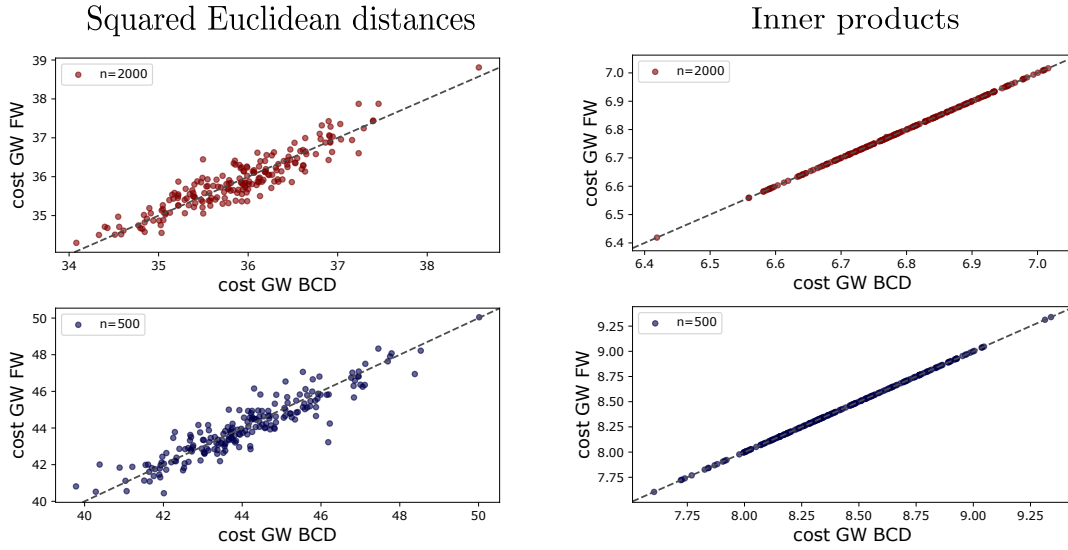 Squared Euclidean distances
Inner products
39
38
37
36
35
n=2000
cost GW FW
34 35 36 37 38
cost GW BCD
7.0
6.9
6.8
6.7
6.6
6.5
6.4
n=2000
cost GW FW
6.4 6.5 6.6 6.7 6.8 6.9 7.0
cost GW BCD
50
48
46
44
42
40
n=500
cost GW FW
40 42 44 46 48 50
cost GW BCD
9.25
9.00
8.75
8.50
8.25
8.00
7.75
n=500
cost GW FW
7.75 8.00 8.25 8.50 8.75 9.00 9.25
cost GW BCD